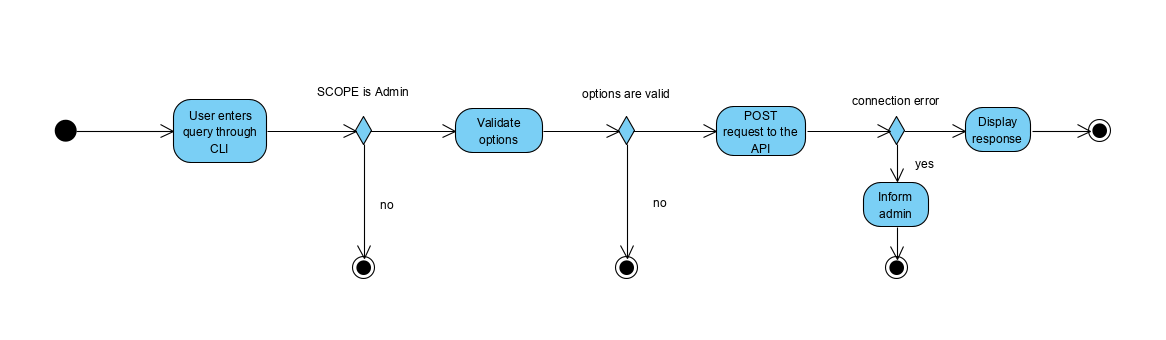 User enters
query through
CLI
SCOPE is Admin
no
Validate
options
options are valid
no
POST
request to the
API
connection error
yes
Inform
admin
Display
response